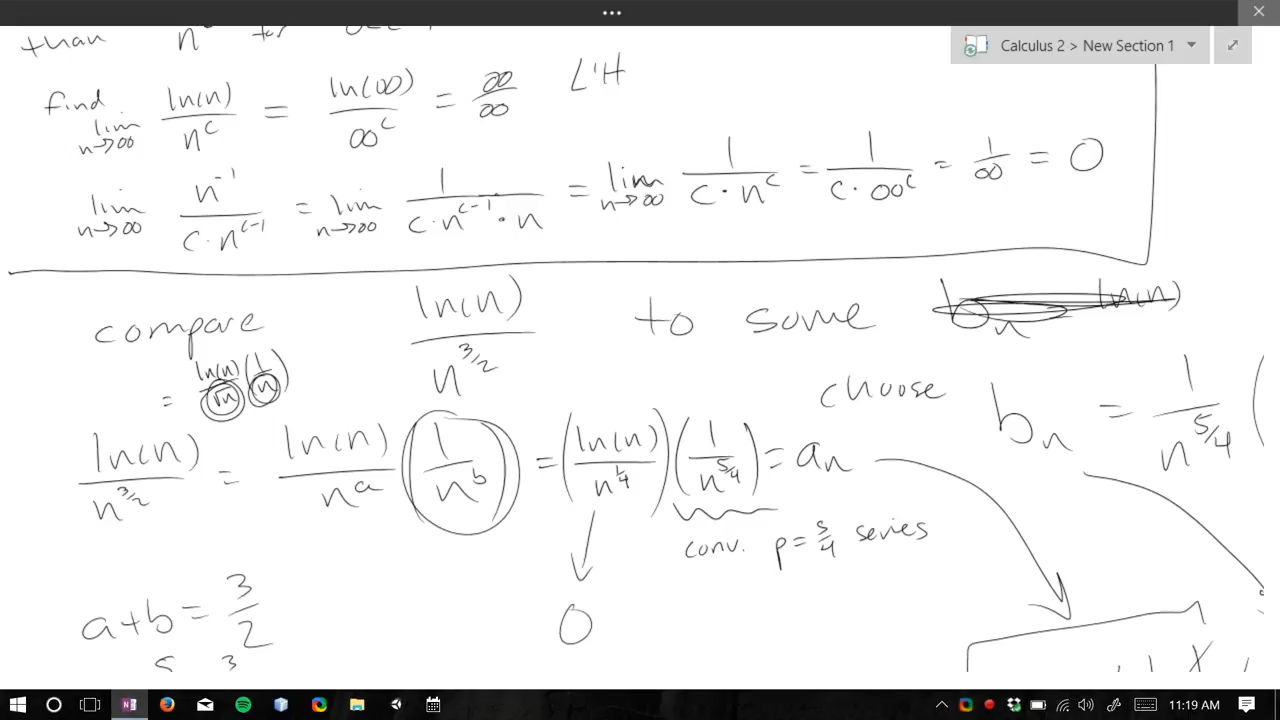 Calculus 2 > New Section 1
than n^c for
find lim n→∞ ln(n)/n^c = ln(∞)/∞^c = ∞/∞ L'H
lim n→∞ n^-1/(c·n^(c-1)) = lim n→∞ 1/(c·n^(c-1)·n) = lim n→∞ 1/(c·n^c) = 1/(c·∞^c) = 1/∞ = 0
compare ln(n)/n^(3/2) to some b_n ln(n)
= ln(n)/√n (1/n)
choose b_n = 1/n^(5/4) (
ln(n)/n^(3/2) = ln(n)/n^a (1/n^b) = (ln(n)/n^(1/4)) (1/n^(5/4)) = a_n
conv. p = 5/4 series
a+b = 3/2
0
11:19 AM